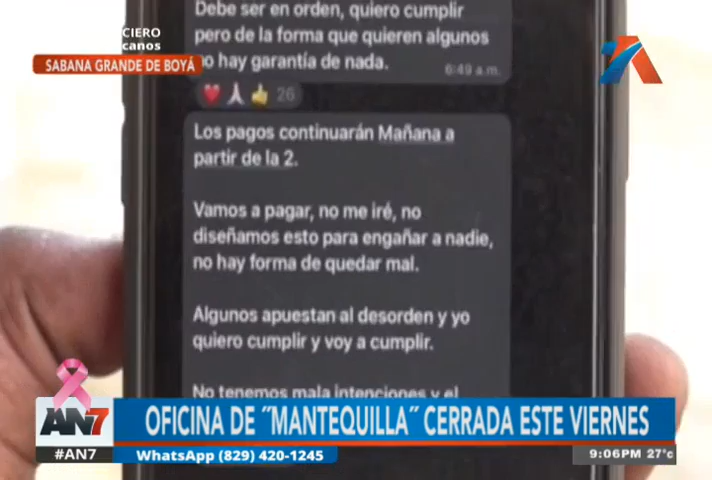 CIERO
canos
SABANA GRANDE DE BOYÁ
Debe ser en orden, quiero cumplir
pero de la forma que quieren algunos
no hay garantía de nada.
6:49 a.m.
26
Los pagos continuarán Mañana a
partir de la 2.
Vamos a pagar, no me iré, no
diseñamos esto para engañar a nadie,
no hay forma de quedar mal.
Algunos apuestan al desorden y yo
quiero cumplir y voy a cumplir.
No tenemos mala intenciones y el
AN7
OFICINA DE ˝MANTEQUILLA˝ CERRADA ESTE VIERNES
#AN7
WhatsApp (829) 420-1245
9:06PM 27°c